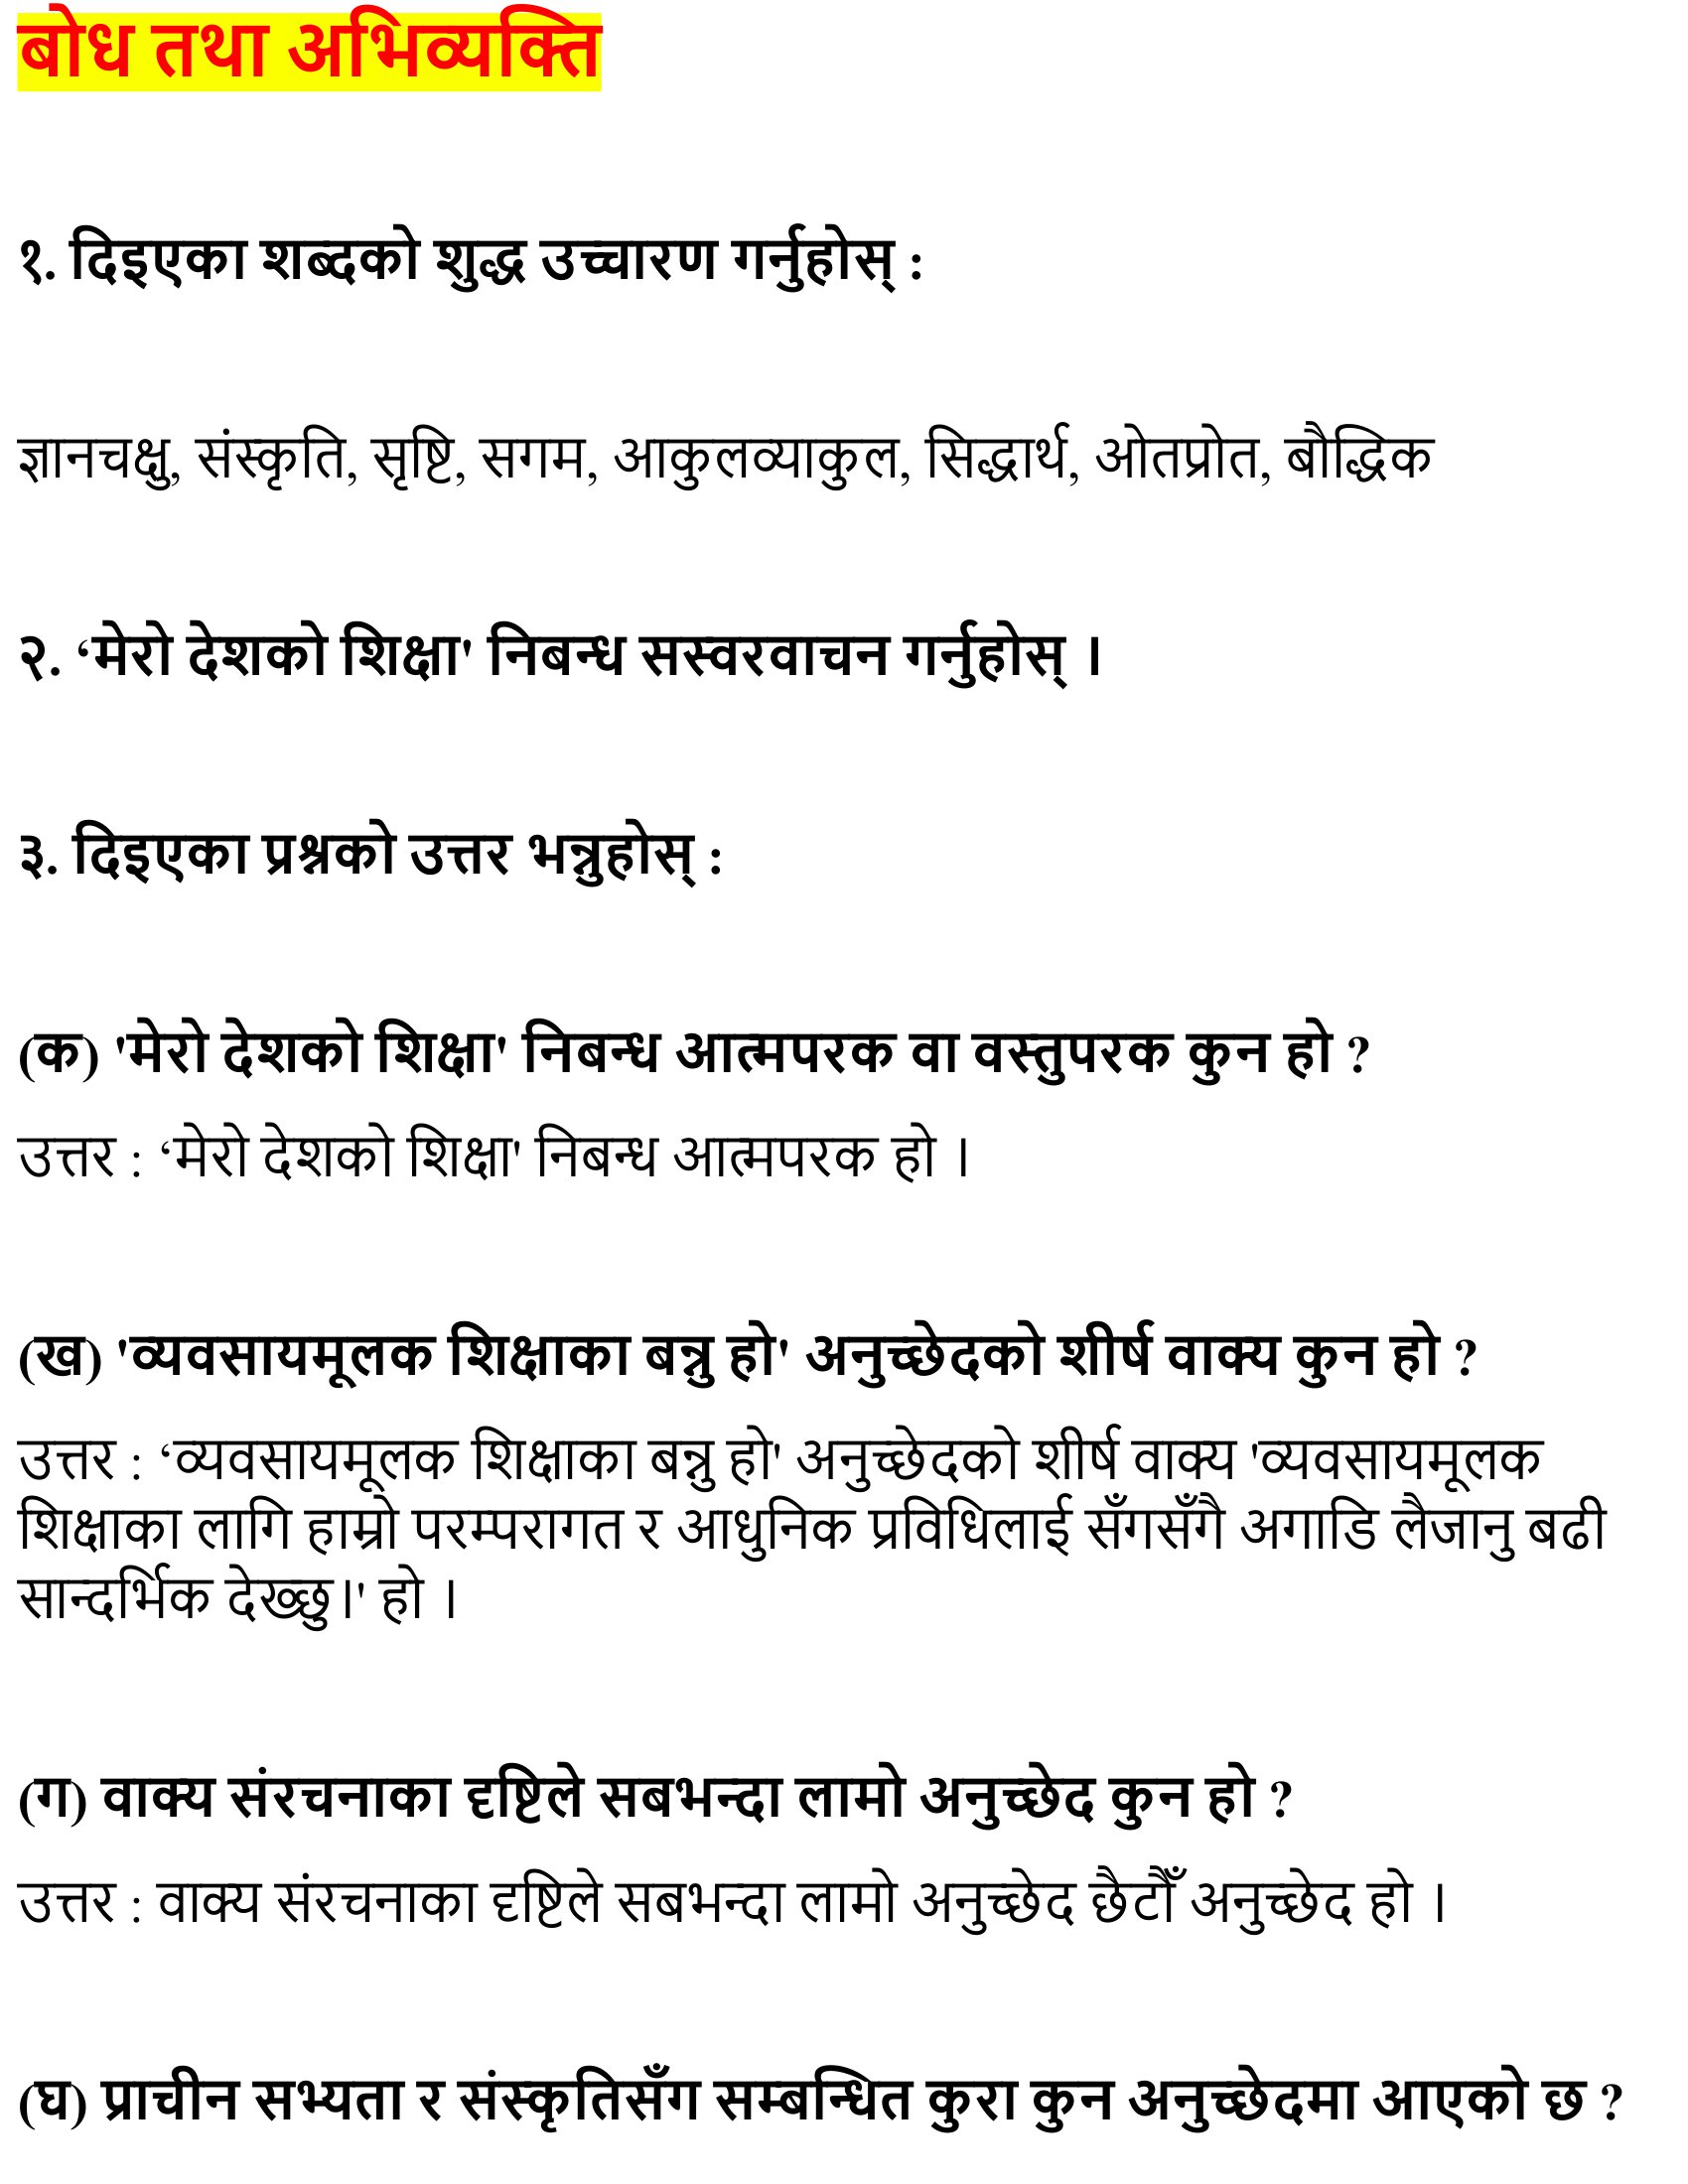 बोध तथा अभिव्यक्ति
१. दिइएका शब्दको शुद्ध उच्चारण गर्नुहोस् :
ज्ञानचक्षु, संस्कृति, सृष्टि, सगम, आकुलव्याकुल, सिद्धार्थ, ओतप्रोत, बौद्धिक
२. ‘मेरो देशको शिक्षा' निबन्ध सस्वरवाचन गर्नुहोस् ।
३. दिइएका प्रश्नको उत्तर भन्नुहोस् :
(क) 'मेरो देशको शिक्षा' निबन्ध आत्मपरक वा वस्तुपरक कुन हो ?
उत्तर : ‘मेरो देशको शिक्षा' निबन्ध आत्मपरक हो ।
(ख) 'व्यवसायमूलक शिक्षाका बन्नु हो' अनुच्छेदको शीर्ष वाक्य कुन हो ?
उत्तर : ‘व्यवसायमूलक शिक्षाका बन्नु हो' अनुच्छेदको शीर्ष वाक्य 'व्यवसायमूलक
शिक्षाका लागि हाम्रो परम्परागत र आधुनिक प्रविधिलाई सँगसँगै अगाडि लैजानु बढी
सान्दर्भिक देख्छु।' हो ।
(ग) वाक्य संरचनाका दृष्टिले सबभन्दा लामो अनुच्छेद कुन हो ?
उत्तर : वाक्य संरचनाका दृष्टिले सबभन्दा लामो अनुच्छेद छैटौँ अनुच्छेद हो ।
(घ) प्राचीन सभ्यता र संस्कृतिसँग सम्बन्धित कुरा कुन अनुच्छेदमा आएको छ ?